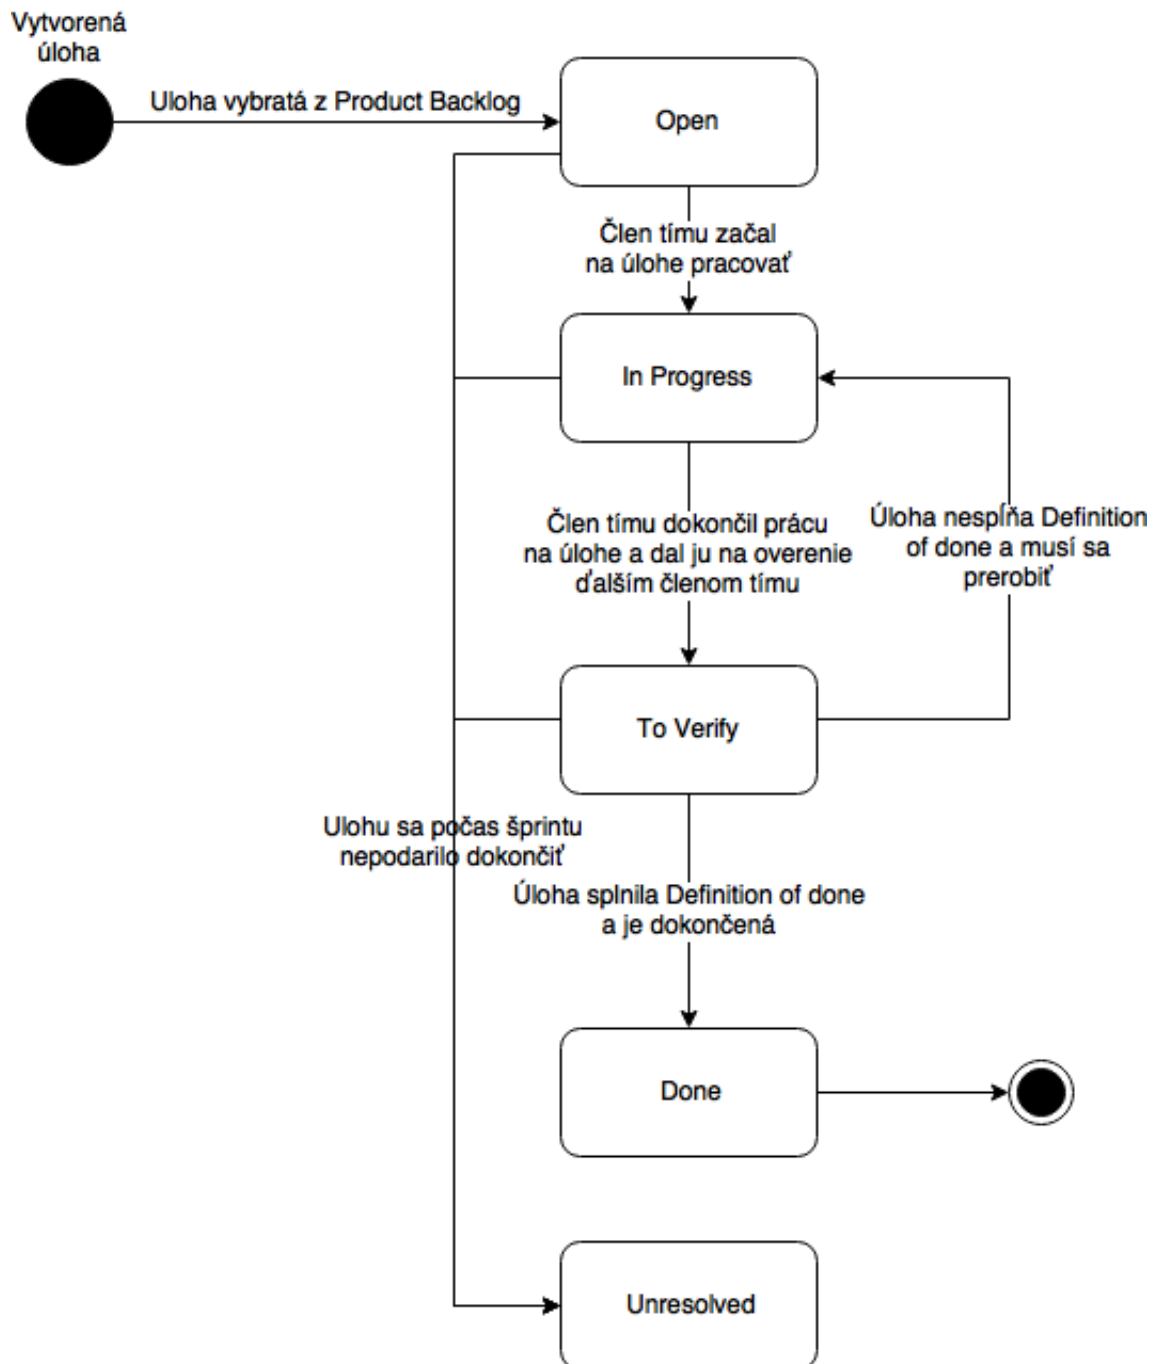 Vytvorená
úloha
Uloha vybratá z Product Backlog
Open
Člen tímu začal
na úlohe pracovať
In Progress
Člen tímu dokončil prácu
na úlohe a dal ju na overenie
ďalším členom tímu
Úloha nespĺňa Definition
of done a musí sa
prerobiť
To Verify
Ulohu sa počas šprintu
nepodarilo dokončiť
Úloha splnila Definition of done
a je dokončená
Done
Unresolved